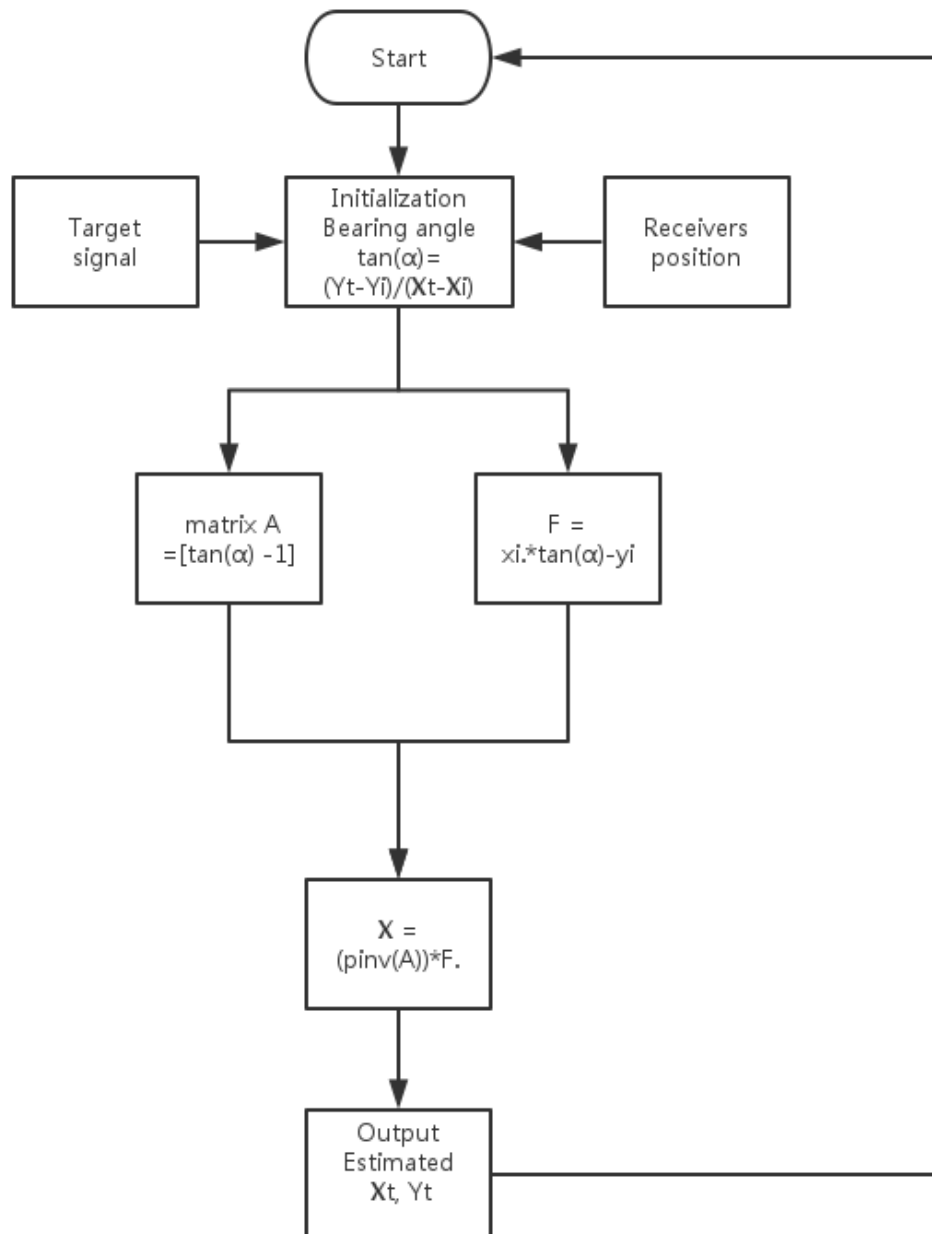 Start
Target
signal
Initialization
Bearing angle
tan(α)=
(Yt-Yi)/(Xt-Xi)
Receivers
position
matrix A
=[tan(α) -1]
F =
xi.*tan(α)-yi
X =
(pinv(A))*F.
Output
Estimated
Xt, Yt